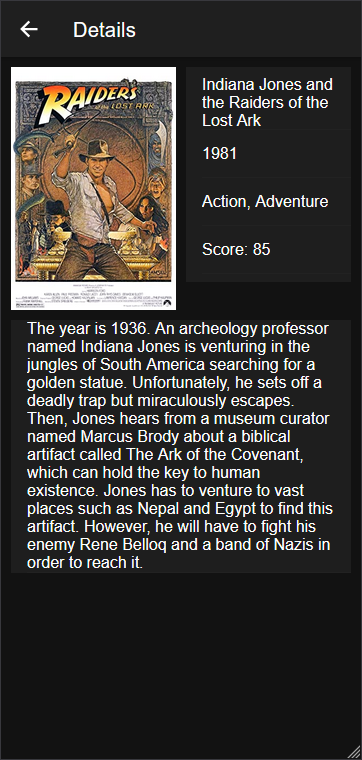 Details
RAIDERS
of the
LOST ARK
Indiana Jones and
the Raiders of the
Lost Ark
1981
Action, Adventure
Score: 85
The year is 1936. An archeology professor
named Indiana Jones is venturing in the
jungles of South America searching for a
golden statue. Unfortunately, he sets off a
deadly trap but miraculously escapes.
Then, Jones hears from a museum curator
named Marcus Brody about a biblical
artifact called The Ark of the Covenant,
which can hold the key to human
existence. Jones has to venture to vast
places such as Nepal and Egypt to find this
artifact. However, he will have to fight his
enemy Rene Belloq and a band of Nazis in
order to reach it.